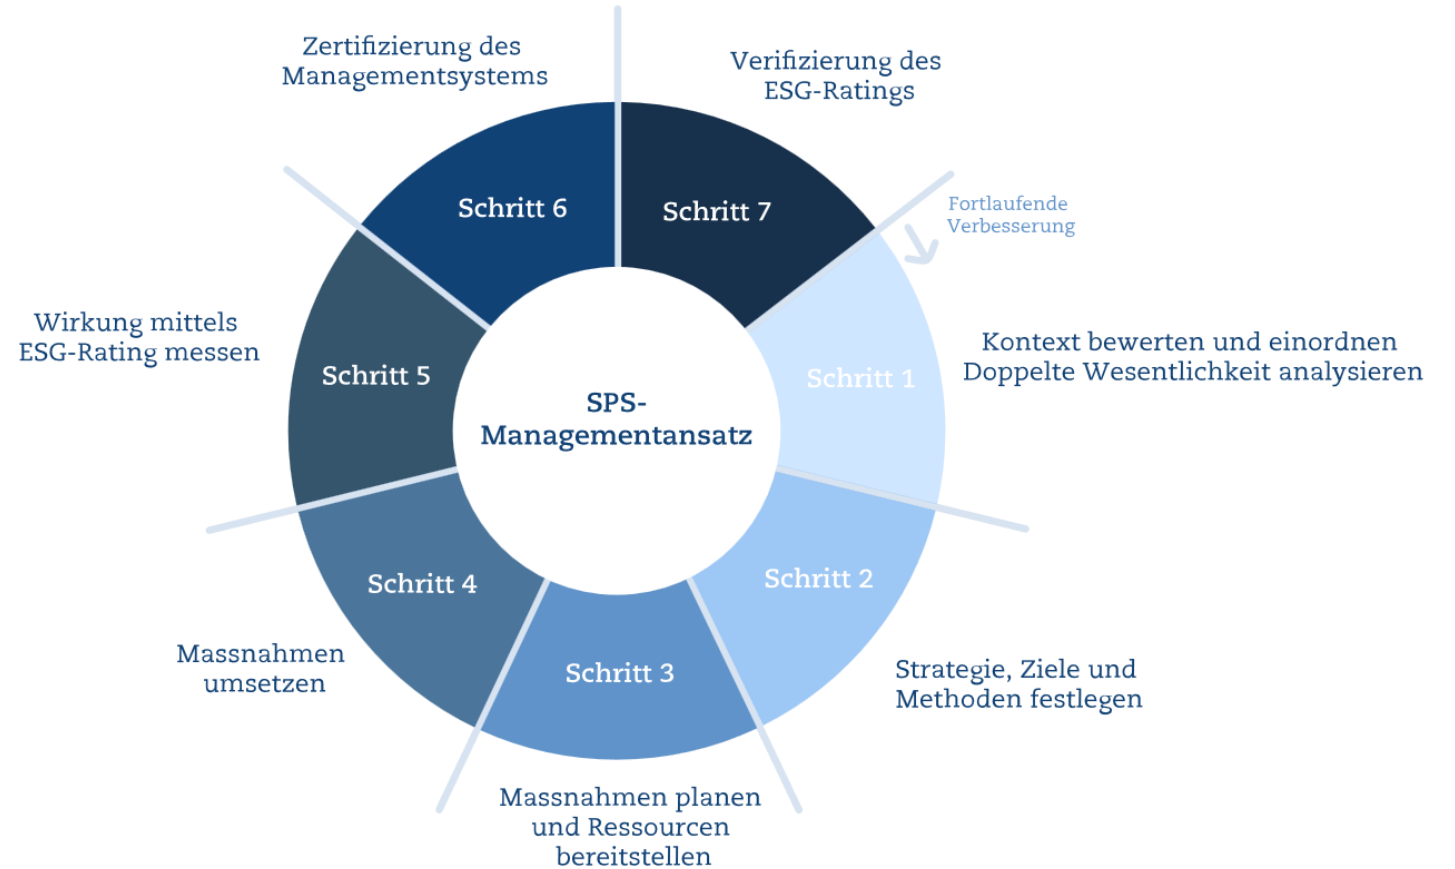 Zertifizierung des
Managementsystems
Verifizierung des
ESG-Ratings
Schritt 6
Schritt 7
Fortlaufende
Verbesserung
Wirkung mittels
ESG-Rating messen
Schritt 5
SPS-
Managementansatz
Schritt 1
Kontext bewerten und einordnen
Doppelte Wesentlichkeit analysieren
Schritt 4
Schritt 2
Massnahmen
umsetzen
Schritt 3
Strategie, Ziele und
Methoden festlegen
Massnahmen planen
und Ressourcen
bereitstellen